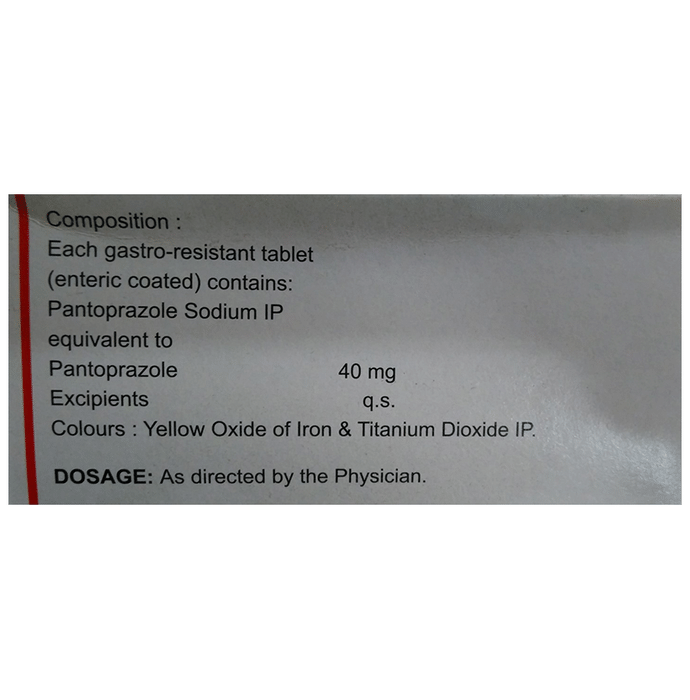 Composition :
Each gastro-resistant tablet
(enteric coated) contains:
Pantoprazole Sodium IP
equivalent to
Pantoprazole 40 mg
Excipients q.s.
Colours : Yellow Oxide of Iron & Titanium Dioxide IP.
DOSAGE: As directed by the Physician.